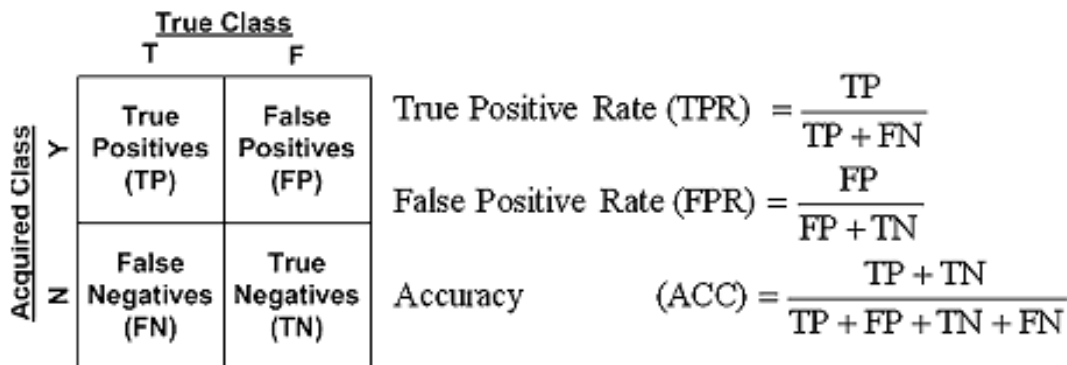 True Class
T F
Acquired Class
Y
True Positives (TP)
False Positives (FP)
N
False Negatives (FN)
True Negatives (TN)
True Positive Rate (TPR) = TP / TP + FN
False Positive Rate (FPR) = FP / FP + TN
Accuracy (ACC) = TP + TN / TP + FP + TN + FN